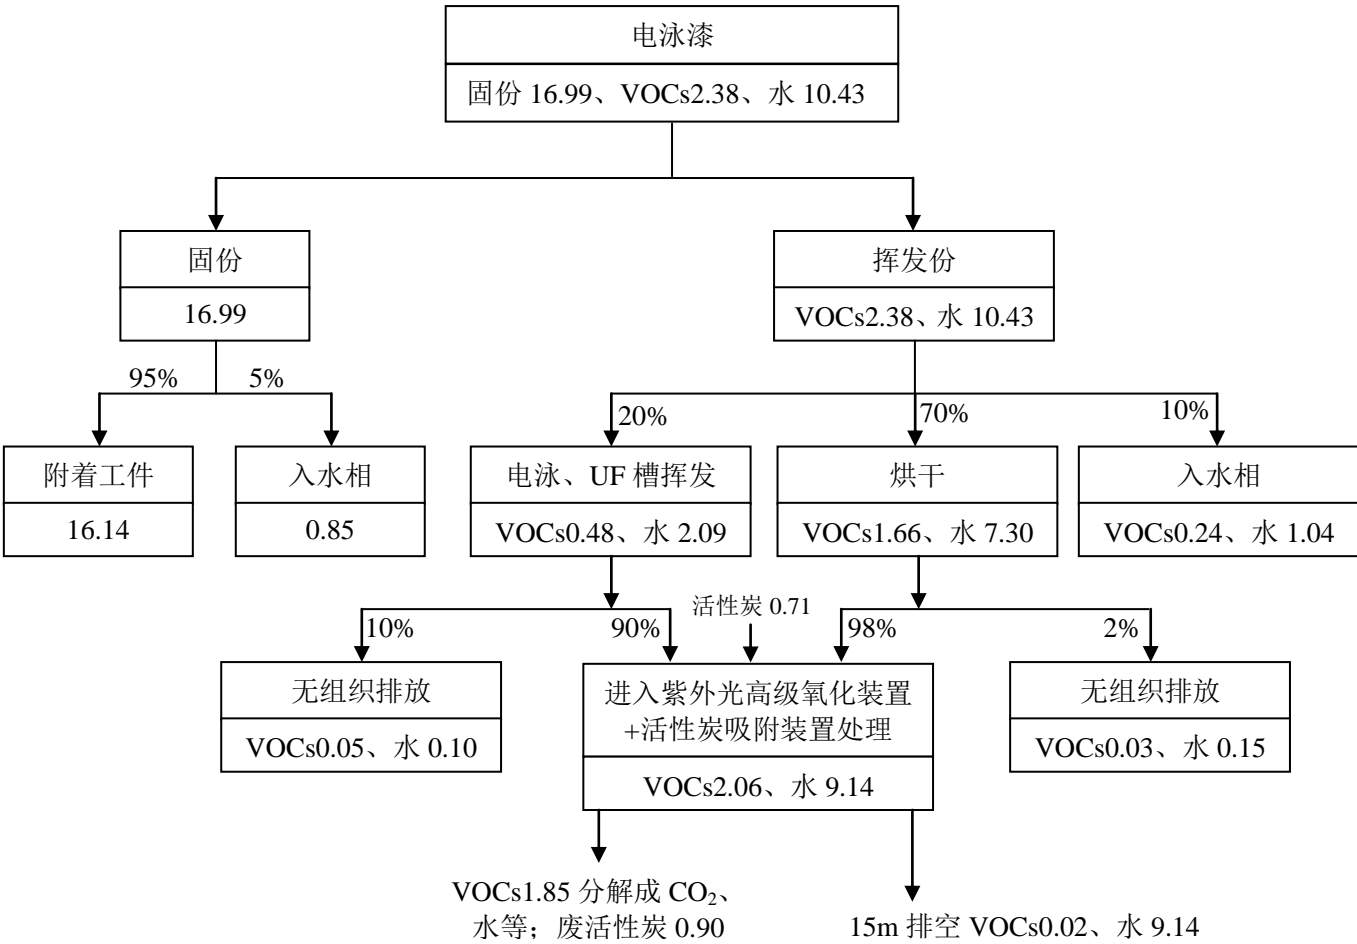 电泳漆
固份 16.99、VOCs2.38、水 10.43
固份
16.99
挥发份
VOCs2.38、水 10.43
95%
5%
20%
70%
10%
附着工件
16.14
入水相
0.85
电泳、UF 槽挥发
VOCs0.48、水 2.09
烘干
VOCs1.66、水 7.30
入水相
VOCs0.24、水 1.04
10%
90%
活性炭 0.71
98%
2%
无组织排放
VOCs0.05、水 0.10
进入紫外光高级氧化装置
+活性炭吸附装置处理
VOCs2.06、水 9.14
无组织排放
VOCs0.03、水 0.15
VOCs1.85 分解成 CO₂、
水等；废活性炭 0.90
15m 排空 VOCs0.02、水 9.14